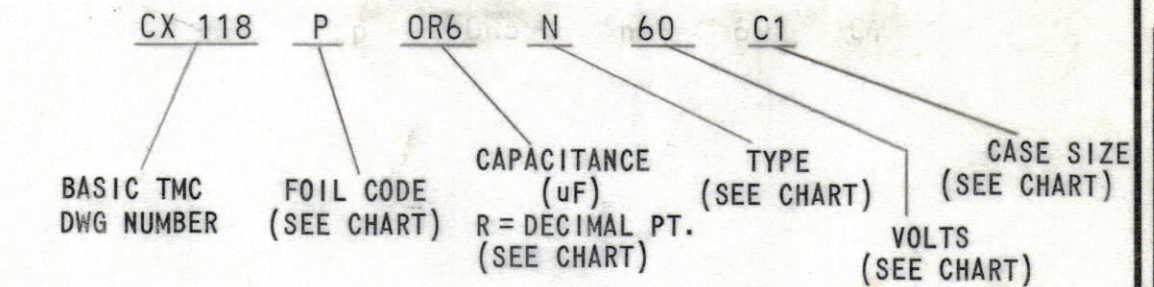 CX 118 P OR6 N 60 C1
BASIC TMC
DWG NUMBER
FOIL CODE
(SEE CHART)
CAPACITANCE
(uF)
R = DECIMAL PT.
(SEE CHART)
TYPE
(SEE CHART)
VOLTS
(SEE CHART)
CASE SIZE
(SEE CHART)